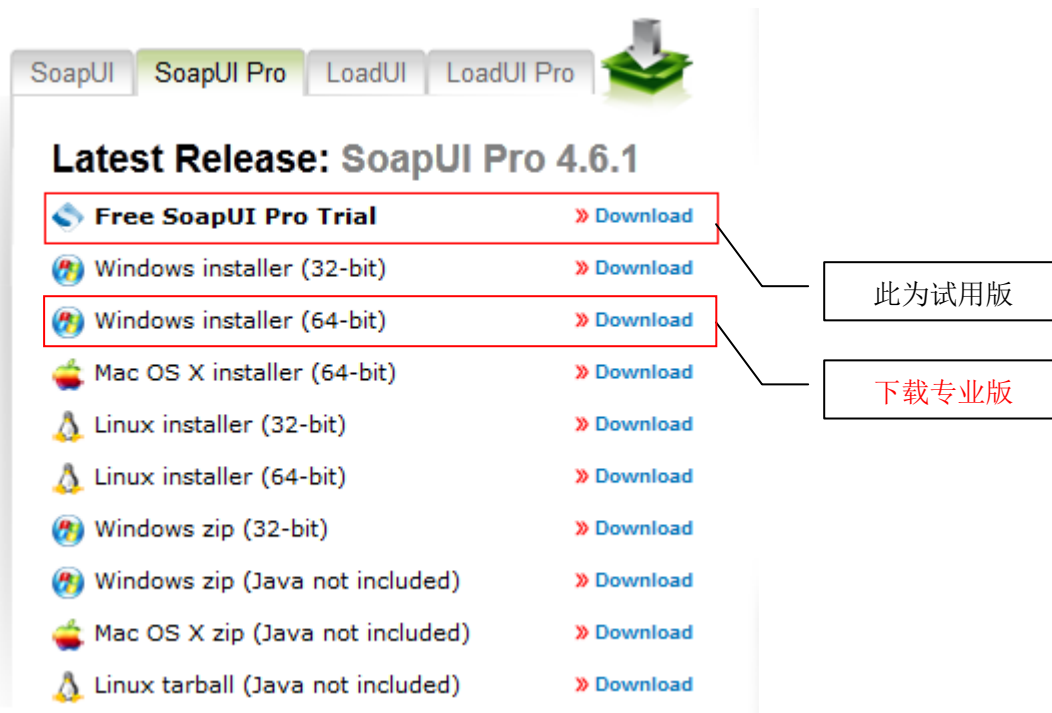 SoapUI SoapUI Pro LoadUI LoadUI Pro
Latest Release: SoapUI Pro 4.6.1
Free SoapUI Pro Trial » Download
Windows installer (32-bit) » Download
此为试用版
Windows installer (64-bit) » Download
Mac OS X installer (64-bit) » Download
下载专业版
Linux installer (32-bit) » Download
Linux installer (64-bit) » Download
Windows zip (32-bit) » Download
Windows zip (Java not included) » Download
Mac OS X zip (Java not included) » Download
Linux tarball (Java not included) » Download